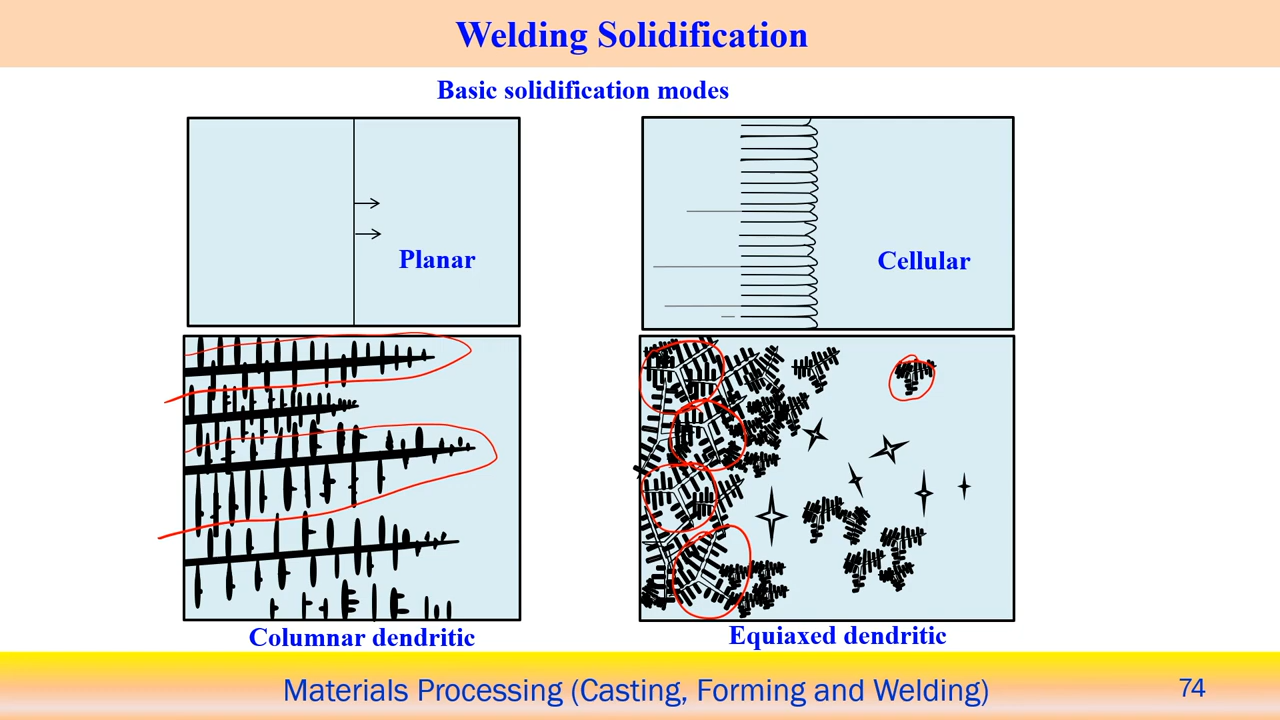 Welding Solidification
Basic solidification modes
Planar
Cellular
Columnar dendritic
Equiaxed dendritic
Materials Processing (Casting, Forming and Welding)
74